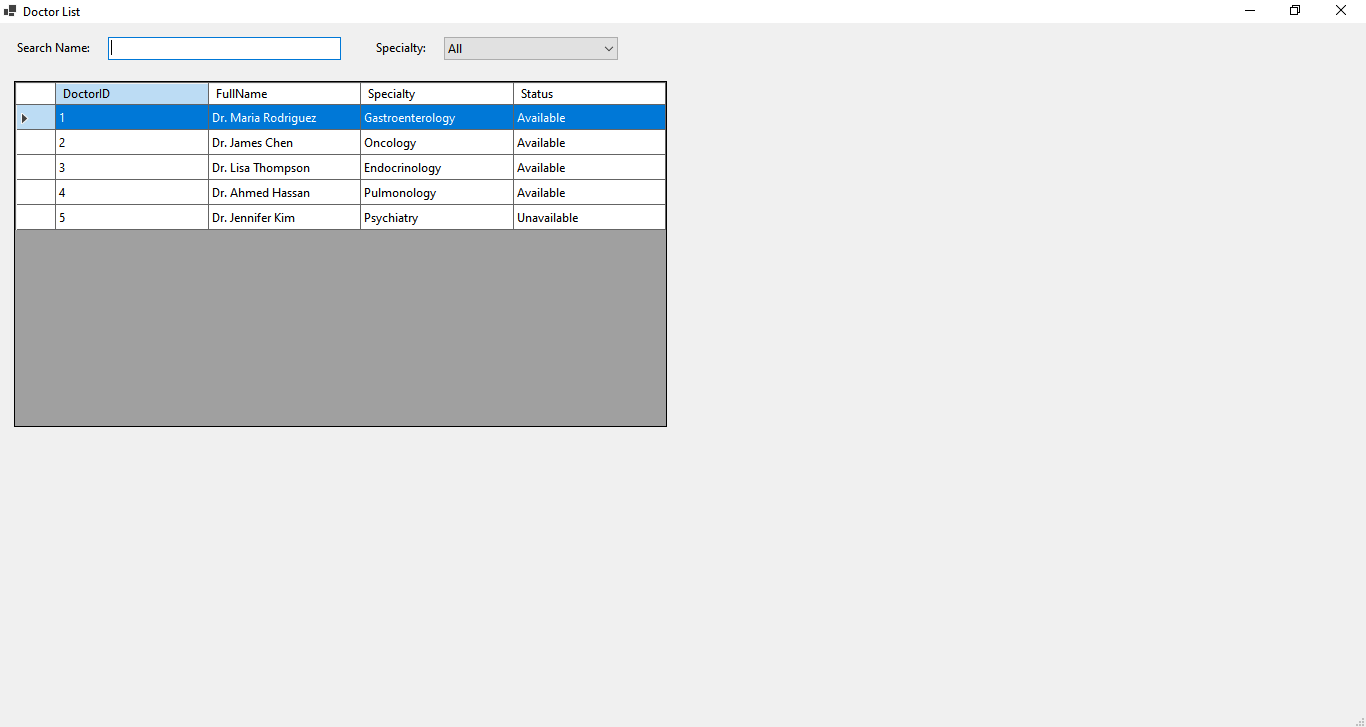 Doctor List
Search Name: Specialty: All
DoctorID FullName Specialty Status
1 Dr. Maria Rodriguez Gastroenterology Available
2 Dr. James Chen Oncology Available
3 Dr. Lisa Thompson Endocrinology Available
4 Dr. Ahmed Hassan Pulmonology Available
5 Dr. Jennifer Kim Psychiatry Unavailable